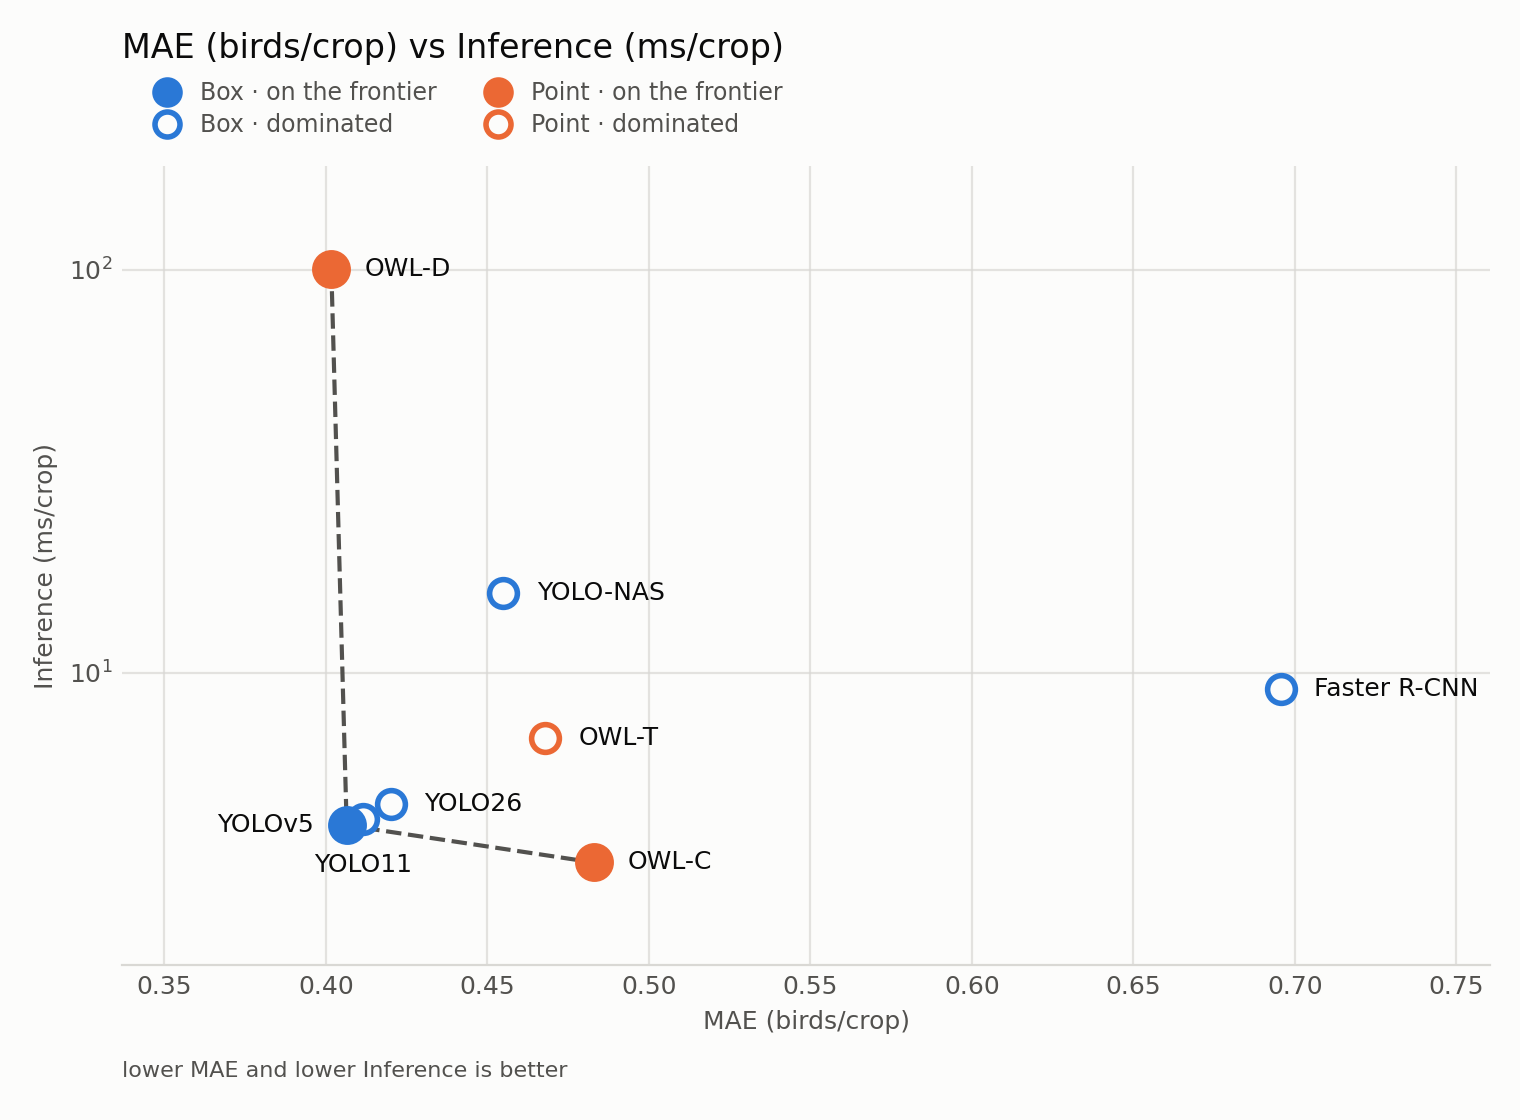 MAE (birds/crop) vs Inference (ms/crop)
Box · on the frontier
Point · on the frontier
Box · dominated
Point · dominated
10²
OWL-D
Inference (ms/crop)
YOLO-NAS
10¹
Faster R-CNN
OWL-T
YOLO26
YOLOv5
YOLO11
OWL-C
0.35 0.40 0.45 0.50 0.55 0.60 0.65 0.70 0.75
MAE (birds/crop)
lower MAE and lower Inference is better